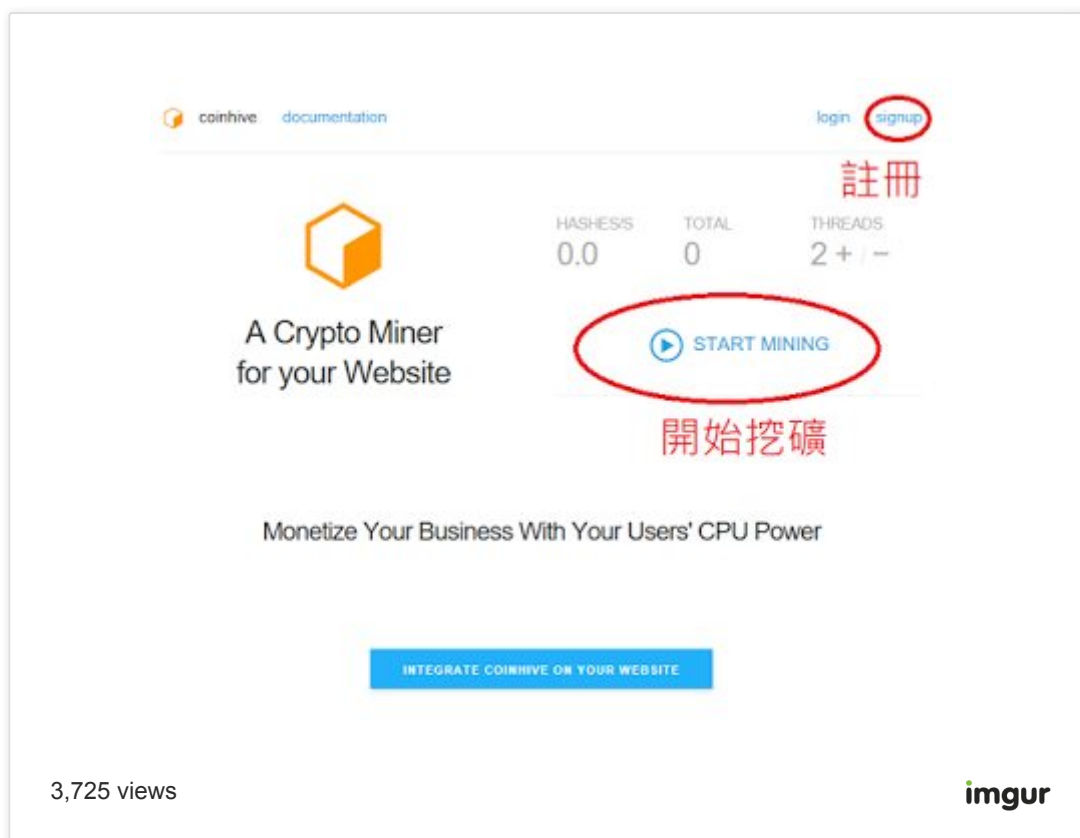 coinhive documentation login signup
註冊
HASHES/S TOTAL THREADS
0.0 0 2 + / −
A Crypto Miner
for your Website
START MINING
開始挖礦
Monetize Your Business With Your Users' CPU Power
INTEGRATE COINHIVE ON YOUR WEBSITE
3,725 views imgur